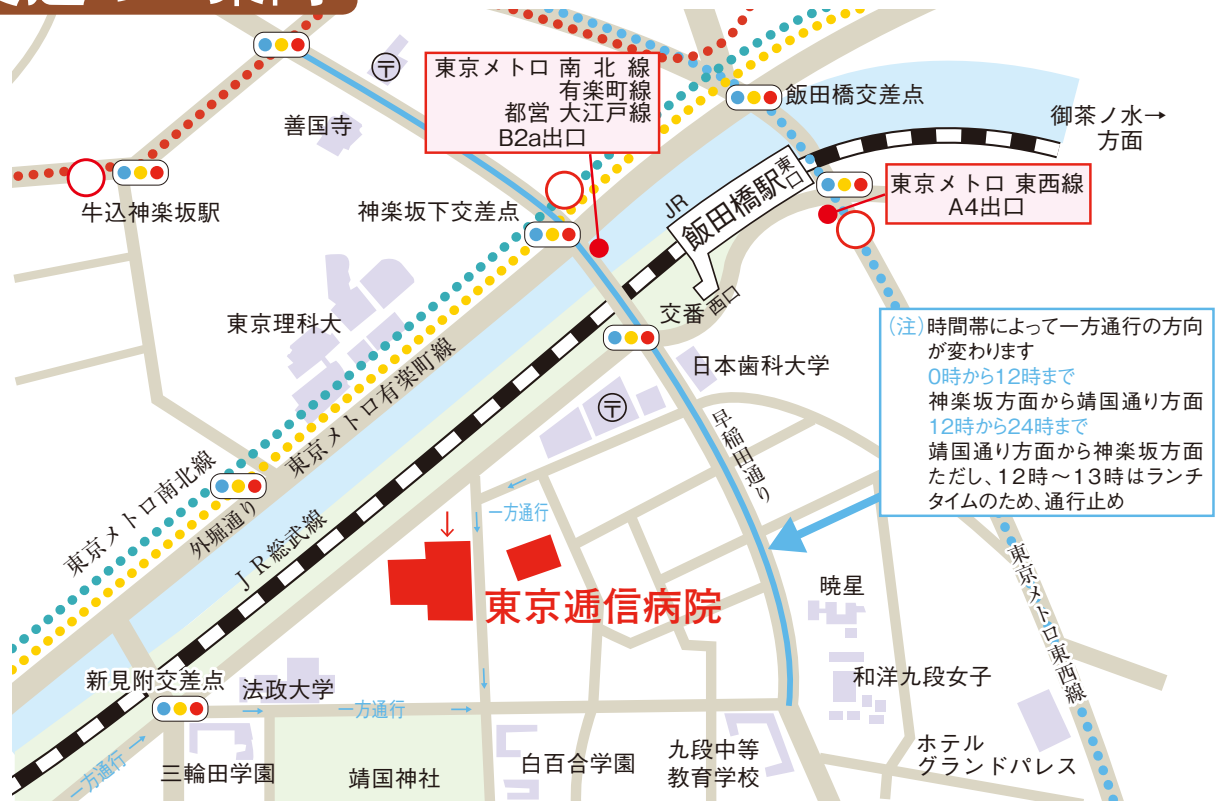 東京メトロ 南北線
有楽町線
都営 大江戸線
B2a出口
飯田橋交差点
御茶ノ水→
方面
善国寺
〒
牛込神楽坂駅
神楽坂下交差点
JR
飯田橋駅
東口
西口
東京メトロ 東西線
A4出口
交番
東京理科大
日本歯科大学
〒
(注)時間帯によって一方通行の方向
が変わります
0時から12時まで
神楽坂方面から靖国通り方面
12時から24時まで
靖国通り方面から神楽坂方面
ただし、12時〜13時はランチ
タイムのため、通行止め
早稲田通り
東京メトロ有楽町線
東京メトロ南北線
外堀通り
JR総武線
一方通行
東京逓信病院
暁星
東京メトロ東西線
新見附交差点
法政大学
一方通行
和洋九段女子
一方通行
三輪田学園
靖国神社
白百合学園
九段中等
教育学校
ホテル
グランドパレス